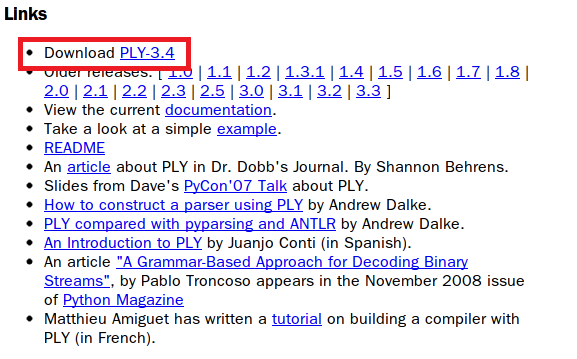 Links
Download PLY-3.4
Older releases. [ 1.0 | 1.1 | 1.2 | 1.3.1 | 1.4 | 1.5 | 1.6 | 1.7 | 1.8 |
2.0 | 2.1 | 2.2 | 2.3 | 2.5 | 3.0 | 3.1 | 3.2 | 3.3 ]
View the current documentation.
Take a look at a simple example.
README
An article about PLY in Dr. Dobb's Journal. By Shannon Behrens.
Slides from Dave's PyCon'07 Talk about PLY.
How to construct a parser using PLY by Andrew Dalke.
PLY compared with pyparsing and ANTLR by Andrew Dalke.
An Introduction to PLY by Juanjo Conti (in Spanish).
An article "A Grammar-Based Approach for Decoding Binary
Streams", by Pablo Troncoso appears in the November 2008 issue
of Python Magazine
Matthieu Amiguet has written a tutorial on building a compiler with
PLY (in French).